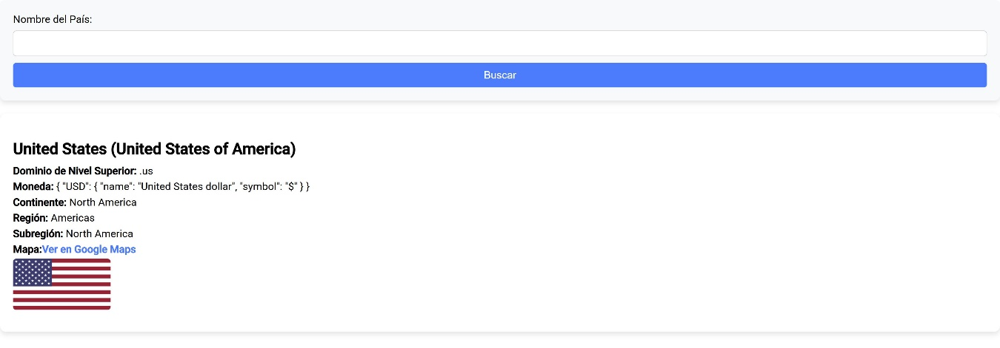 Nombre del País:
Buscar
United States (United States of America)
Dominio de Nivel Superior: .us
Moneda: { "USD": { "name": "United States dollar", "symbol": "$" } }
Continente: North America
Región: Americas
Subregión: North America
Mapa:Ver en Google Maps